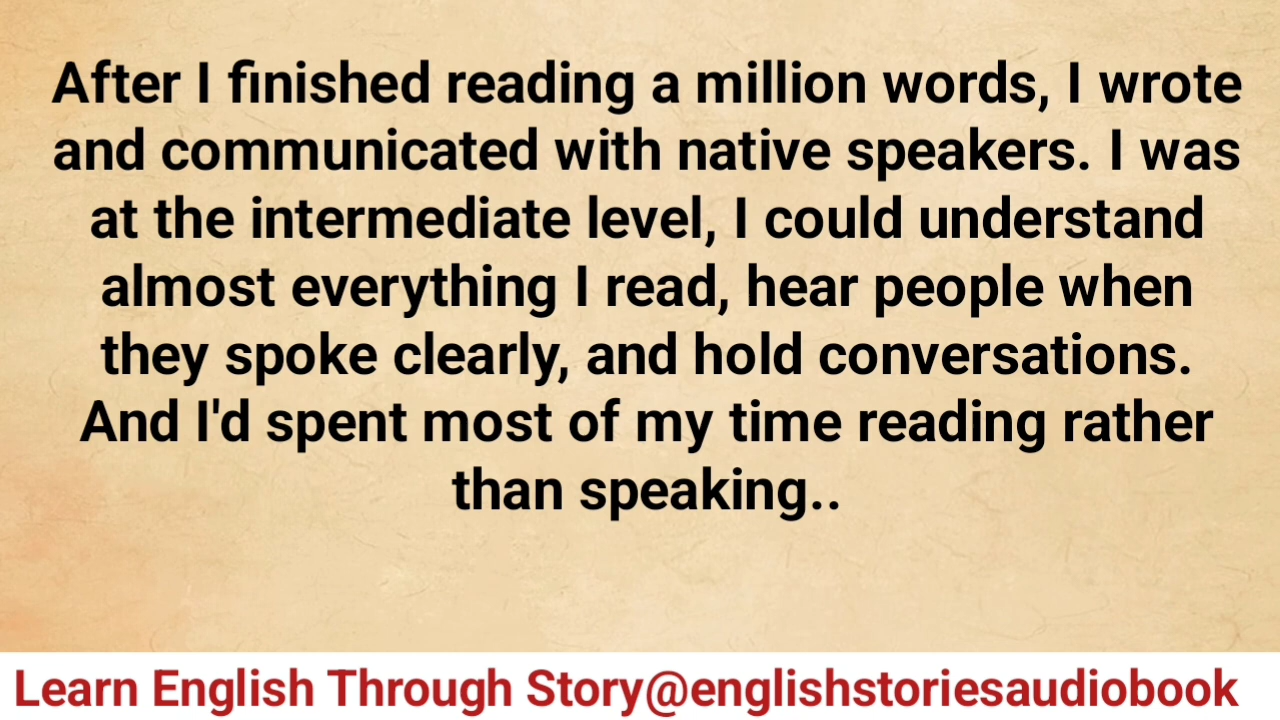 After I finished reading a million words, I wrote
and communicated with native speakers. I was
at the intermediate level, I could understand
almost everything I read, hear people when
they spoke clearly, and hold conversations.
And I'd spent most of my time reading rather
than speaking..
Learn English Through Story@englishstoriesaudiobook